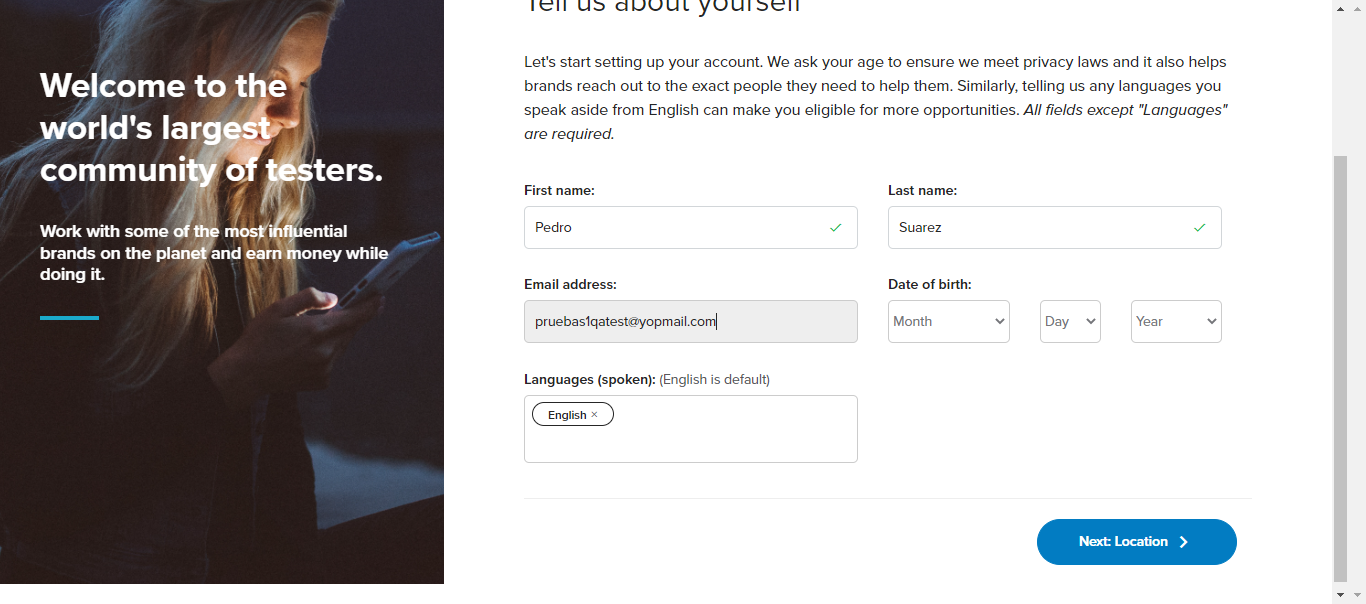 Tell us about yourself
Welcome to the
world's largest
community of testers.
Work with some of the most influential
brands on the planet and earn money while
doing it.
Let's start setting up your account. We ask your age to ensure we meet privacy laws and it also helps
brands reach out to the exact people they need to help them. Similarly, telling us any languages you
speak aside from English can make you eligible for more opportunities. All fields except "Languages"
are required.
First name:
Last name:
Pedro
Suarez
Email address:
Date of birth:
pruebas1qatest@yopmail.com
Month
Day
Year
Languages (spoken): (English is default)
English ×
Next: Location